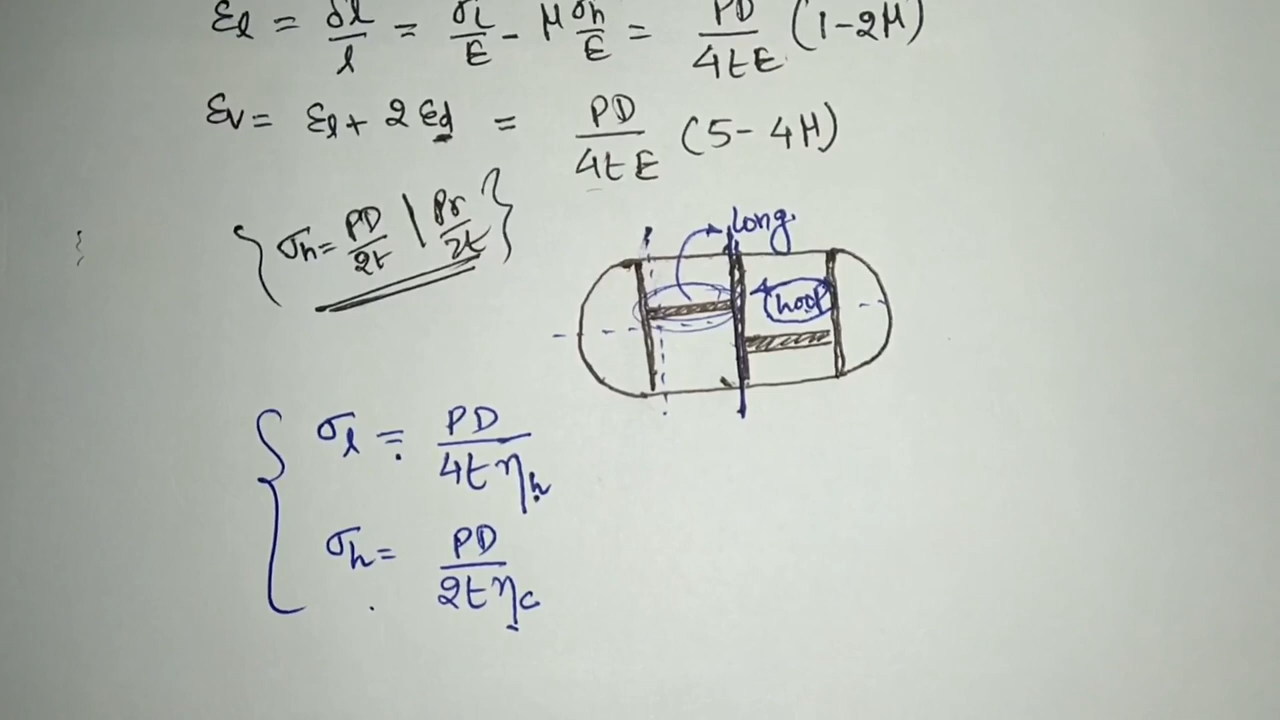 εl = δl/l = σL/E - μσh/E = PD/4tE (1-2μ)
εv = εl + 2εd = PD/4tE (5-4μ)
{ σh = PD/2t | Pr/2t }
long.
hoop
σl = PD/4tηh
σh = PD/2tηc